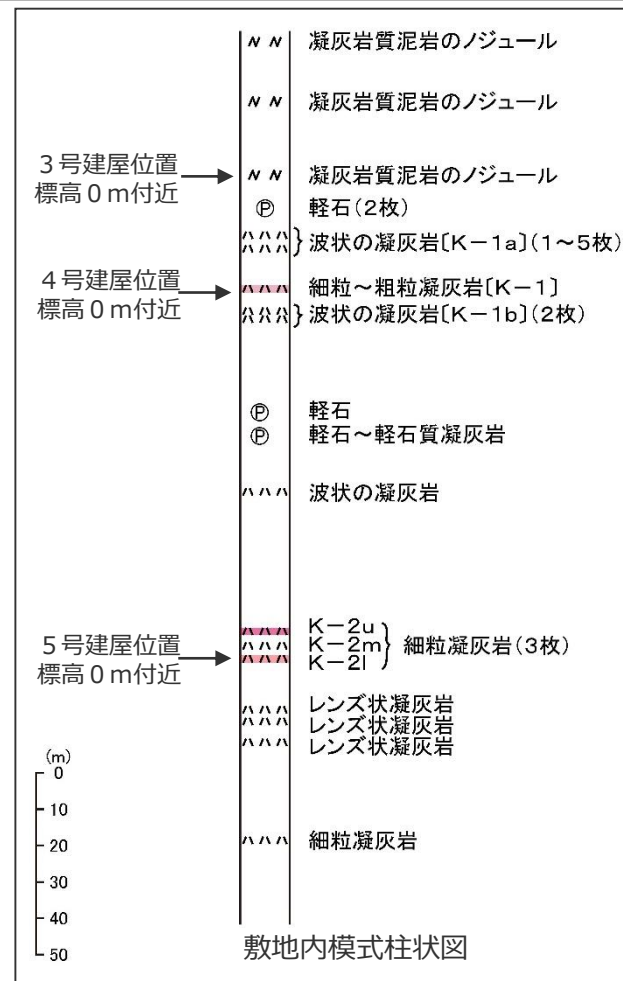 凝灰岩質泥岩のノジュール
凝灰岩質泥岩のノジュール
3号建屋位置
標高0m付近
凝灰岩質泥岩のノジュール
Ⓟ 軽石(2枚)
波状の凝灰岩〔K-1a〕(1～5枚)
4号建屋位置
標高0m付近
細粒～粗粒凝灰岩〔K-1〕
波状の凝灰岩〔K-1b〕(2枚)
Ⓟ 軽石
Ⓟ 軽石～軽石質凝灰岩
波状の凝灰岩
5号建屋位置
標高0m付近
K-2u
K-2m
K-2l
細粒凝灰岩(3枚)
レンズ状凝灰岩
レンズ状凝灰岩
レンズ状凝灰岩
細粒凝灰岩
(m)
0
10
20
30
40
50
敷地内模式柱状図